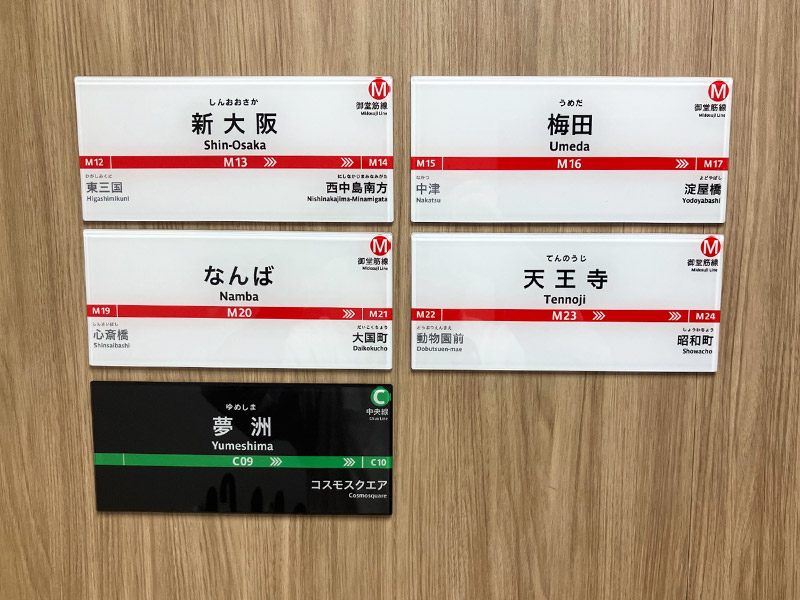 M
御堂筋線
Midosuji Line
しんおおさか
新大阪
Shin-Osaka
M12 M13 M14
ひがしみくに
東三国
Higashimikuni
にしなかじまみなみがた
西中島南方
Nishinakajima-Minamigata
M
御堂筋線
Midosuji Line
うめだ
梅田
Umeda
M15 M16 M17
なかつ
中津
Nakatsu
よどやばし
淀屋橋
Yodoyabashi
M
御堂筋線
Midosuji Line
なんば
Namba
M19 M20 M21
しんさいばし
心斎橋
Shinsaibashi
だいこくちょう
大国町
Daikokucho
M
御堂筋線
Midosuji Line
てんのうじ
天王寺
Tennoji
M22 M23 M24
どうぶつえんまえ
動物園前
Dobutsuen-mae
しょうわちょう
昭和町
Showacho
C
中央線
Chuo Line
ゆめしま
夢洲
Yumeshima
C09 C10
コスモスクエア
Cosmosquare